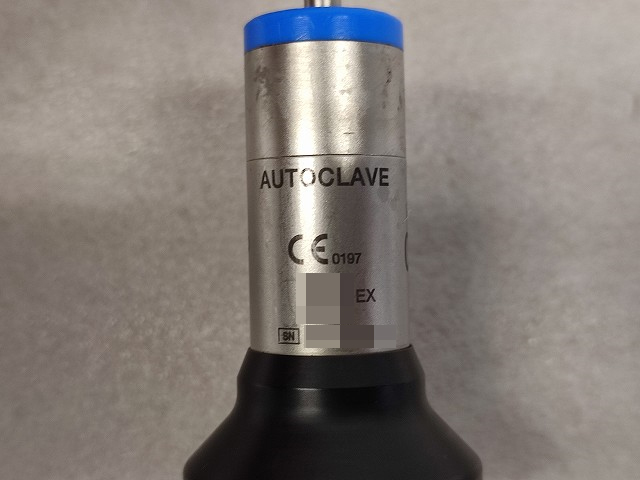 AUTOCLAVE
CE 0197
EX
SN